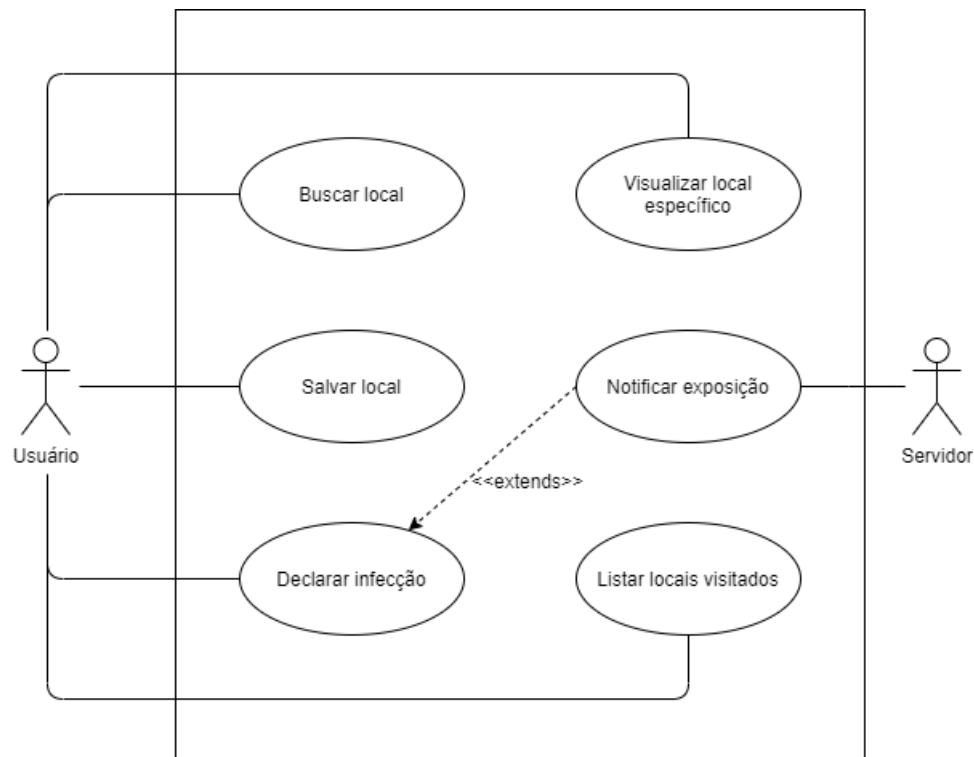 Buscar local
Visualizar local
específico
Salvar local
Notificar exposição
Usuário
Servidor
<<extends>>
Declarar infecção
Listar locais visitados